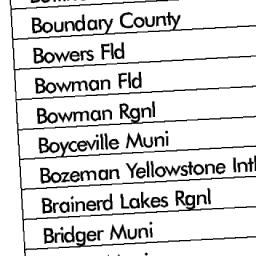 Boundary County
Bowers Fld
Bowman Fld
Bowman Rgnl
Boyceville Muni
Bozeman Yellowstone Intl
Brainerd Lakes Rgnl
Bridger Muni